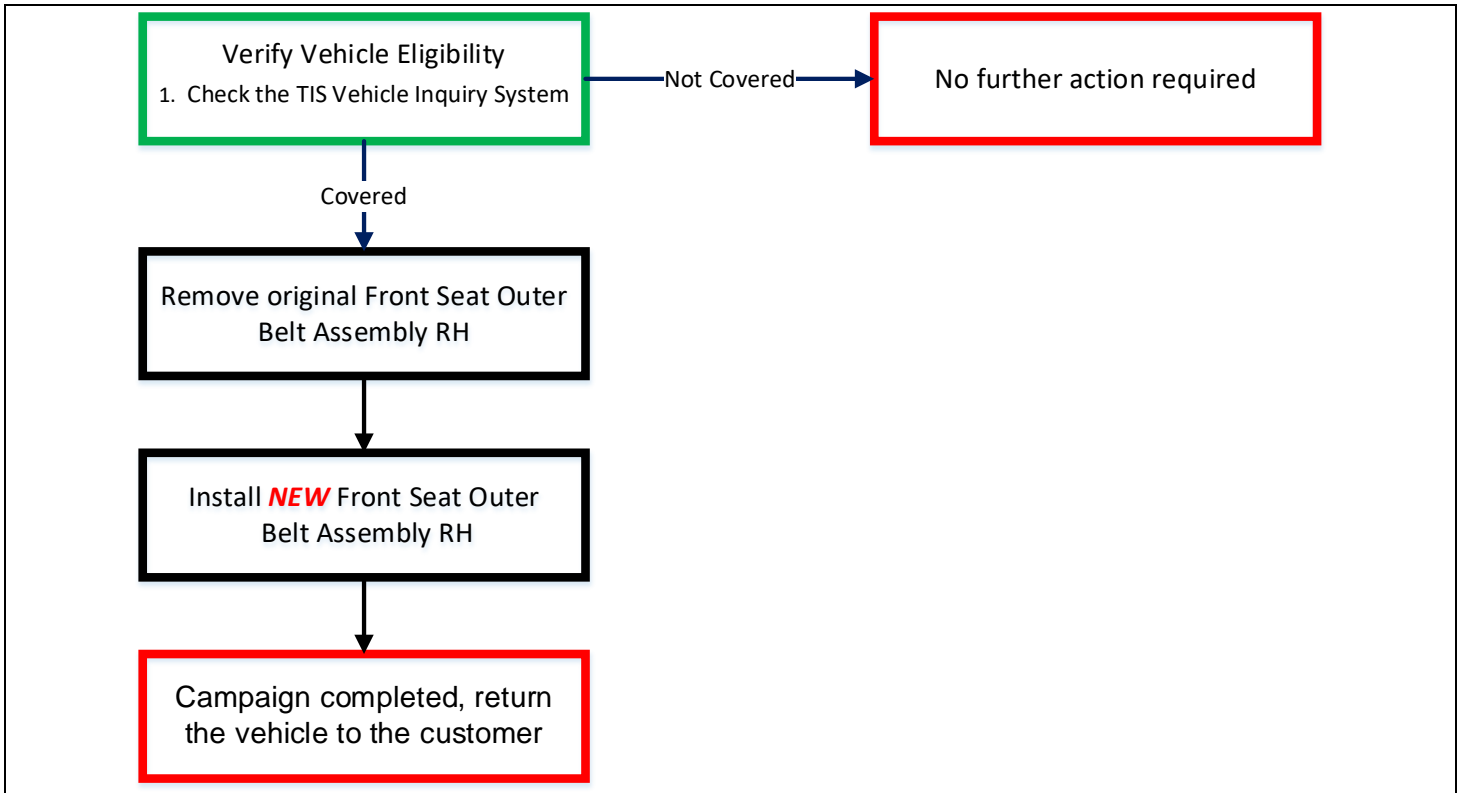 Verify Vehicle Eligibility
1. Check the TIS Vehicle Inquiry System
Not Covered
No further action required
Covered
Remove original Front Seat Outer
Belt Assembly RH
Install NEW Front Seat Outer
Belt Assembly RH
Campaign completed, return
the vehicle to the customer